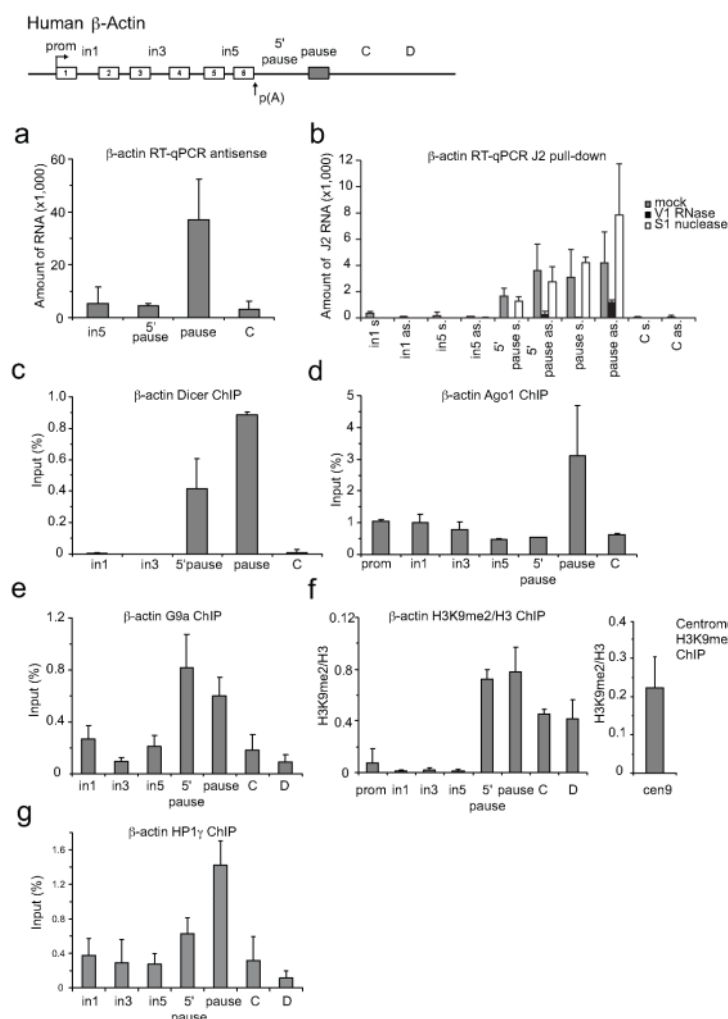 Human β-Actin
prom in1 in3 in5 5' pause pause C D
1 2 3 4 5 6
p(A)
a
β-actin RT-qPCR antisense
Amount of RNA (x1,000)
60
40
20
0
in5 5' pause pause C
b
β-actin RT-qPCR J2 pull-down
Amount of J2 RNA (x1,000)
12
10
8
6
4
2
0
mock
V1 RNase
S1 nuclease
in1 s.
in1 as.
in5 s.
in5 as.
5' pause s.
5' pause as.
pause s.
pause as.
C s.
C as.
c
β-actin Dicer ChIP
Input (%)
1.0
0.8
0.6
0.4
0.2
0
in1 in3 5'pause pause C
d
β-actin Ago1 ChIP
Input (%)
5
4
3
2
1
0
prom in1 in3 in5 5' pause pause C
e
β-actin G9a ChIP
Input (%)
1.2
0.8
0.4
0
in1 in3 in5 5' pause pause C D
f
β-actin H3K9me2/H3 ChIP
H3K9me2/H3
0.12
0.8
0.4
0
prom in1 in3 in5 5' pause pause C D
Centrome
H3K9me
ChIP
H3K9me2/H3
0.4
0.3
0.2
0.1
0
cen9
g
β-actin HP1γ ChIP
Input (%)
1.6
1.2
0.8
0.4
0
in1 in3 in5 5' pause pause C D